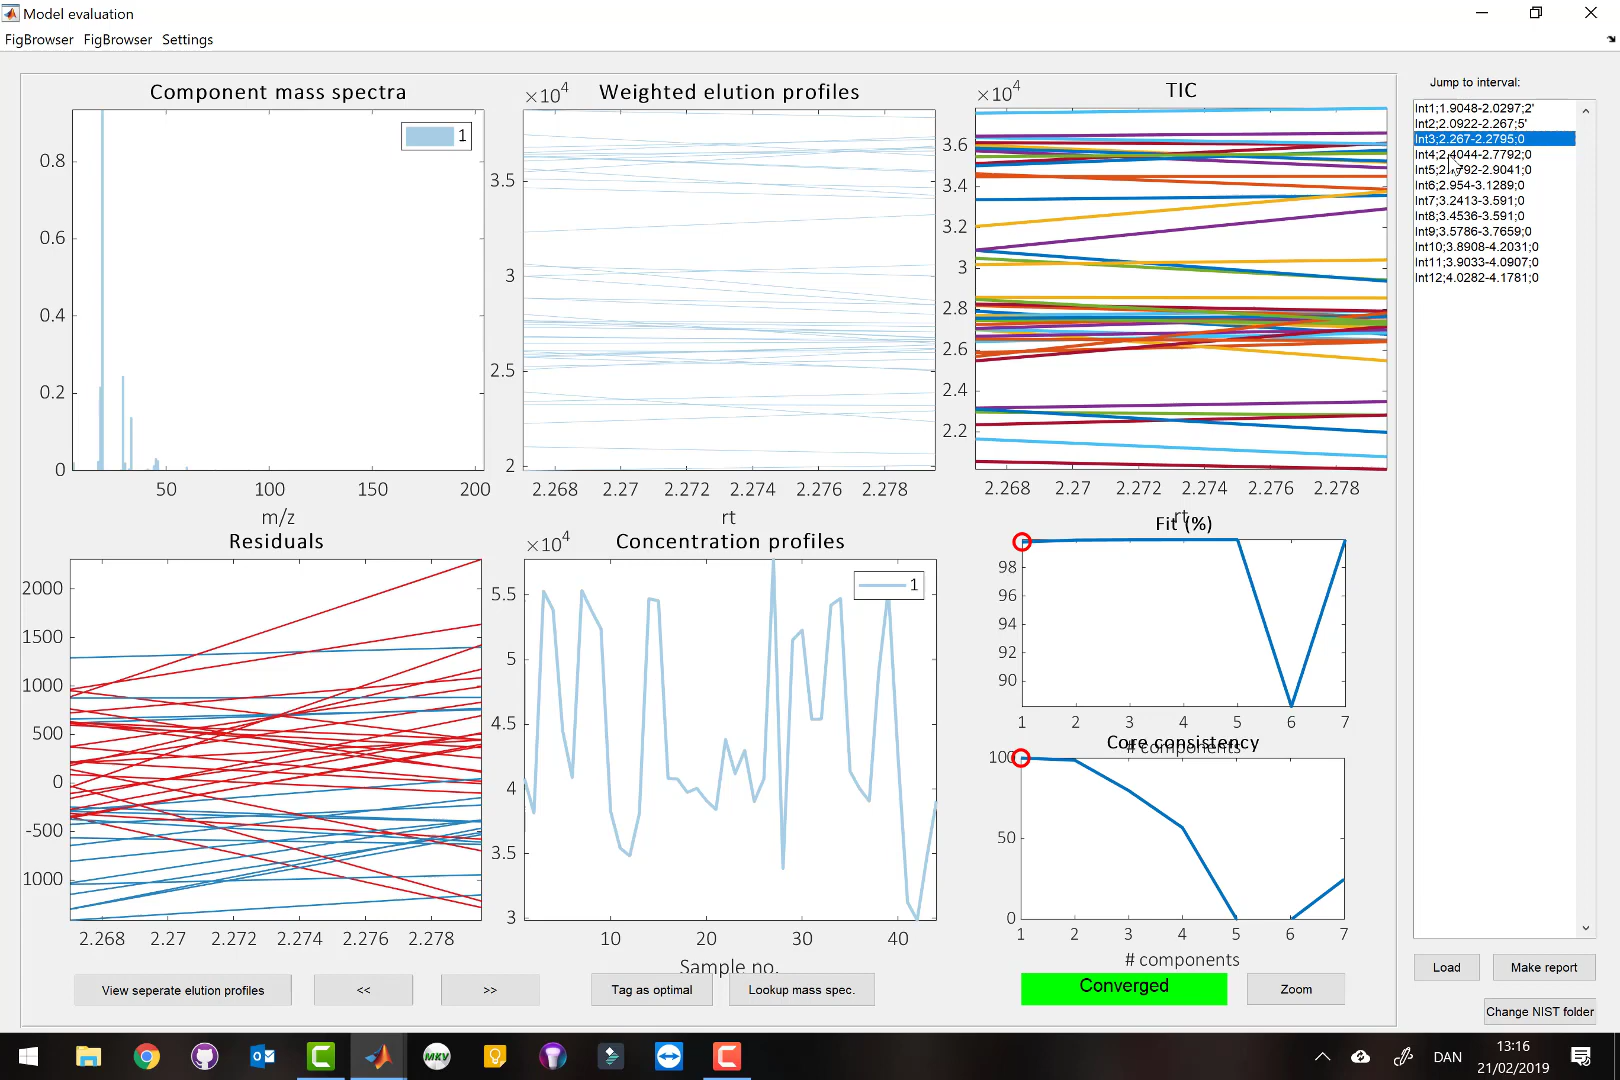 Model evaluation
FigBrowser FigBrowser Settings
Component mass spectra
1
0.8
0.6
0.4
0.2
0
50 100 150 200
m/z
×10⁴ Weighted elution profiles
3.5
3
2.5
2
2.268 2.27 2.272 2.274 2.276 2.278
rt
×10⁴ TIC
3.6
3.4
3.2
3
2.8
2.6
2.4
2.2
2.268 2.27 2.272 2.274 2.276 2.278
rt
Jump to interval:
Int1;1.9048-2.0297;2'
Int2;2.0922-2.267;5'
Int3;2.267-2.2795;0
Int4;2.4044-2.7792;0
Int5;2.7792-2.9041;0
Int6;2.954-3.1289;0
Int7;3.2413-3.591;0
Int8;3.4536-3.591;0
Int9;3.5786-3.7659;0
Int10;3.8908-4.2031;0
Int11;3.9033-4.0907;0
Int12;4.0282-4.1781;0
Residuals
2000
1500
1000
500
0
-500
1000
2.268 2.27 2.272 2.274 2.276 2.278
×10⁴ Concentration profiles
1
5.5
5
4.5
4
3.5
3
10 20 30 40
Sample no.
Fit (%)
98
96
94
92
90
1 2 3 4 5 6 7
# components
Core consistency
100
50
0
1 2 3 4 5 6 7
# components
View seperate elution profiles << >> Tag as optimal Lookup mass spec. Converged Zoom
Load Make report
Change NIST folder
MKV
DAN
13:16
21/02/2019